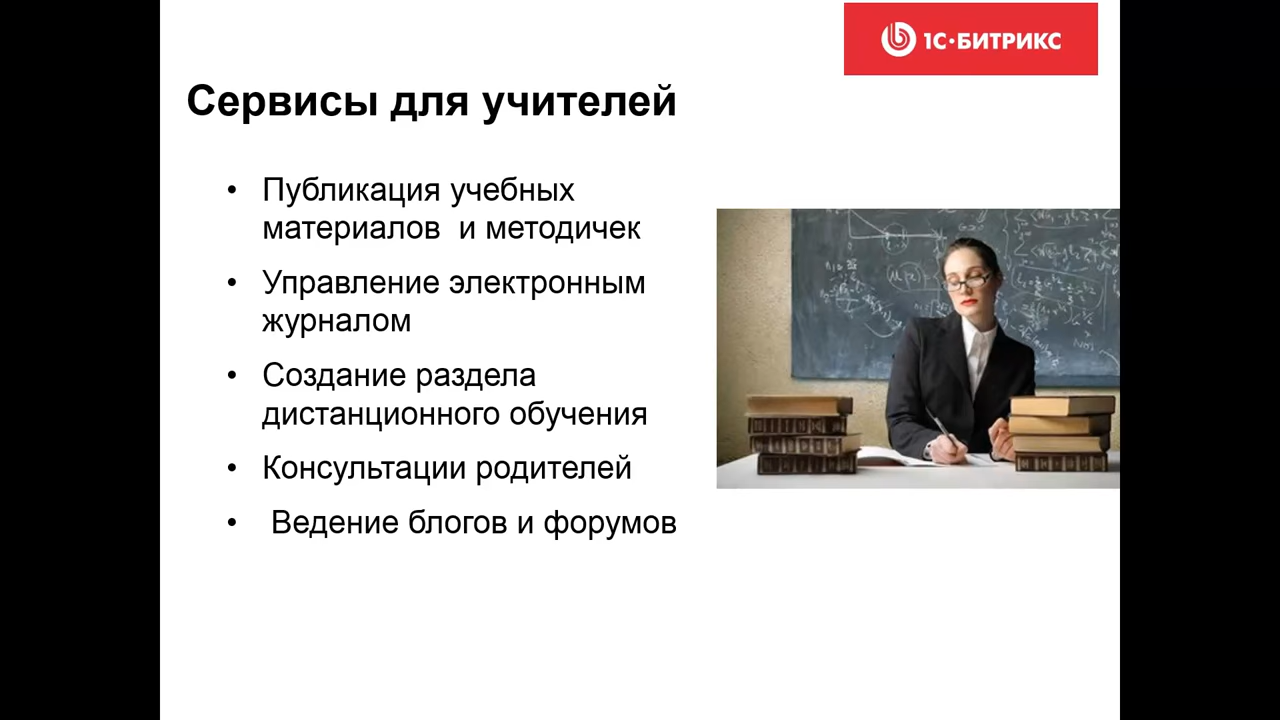 1С•БИТРИКС
Сервисы для учителей
• Публикация учебных
материалов и методичек
• Управление электронным
журналом
• Создание раздела
дистанционного обучения
• Консультации родителей
• Ведение блогов и форумов